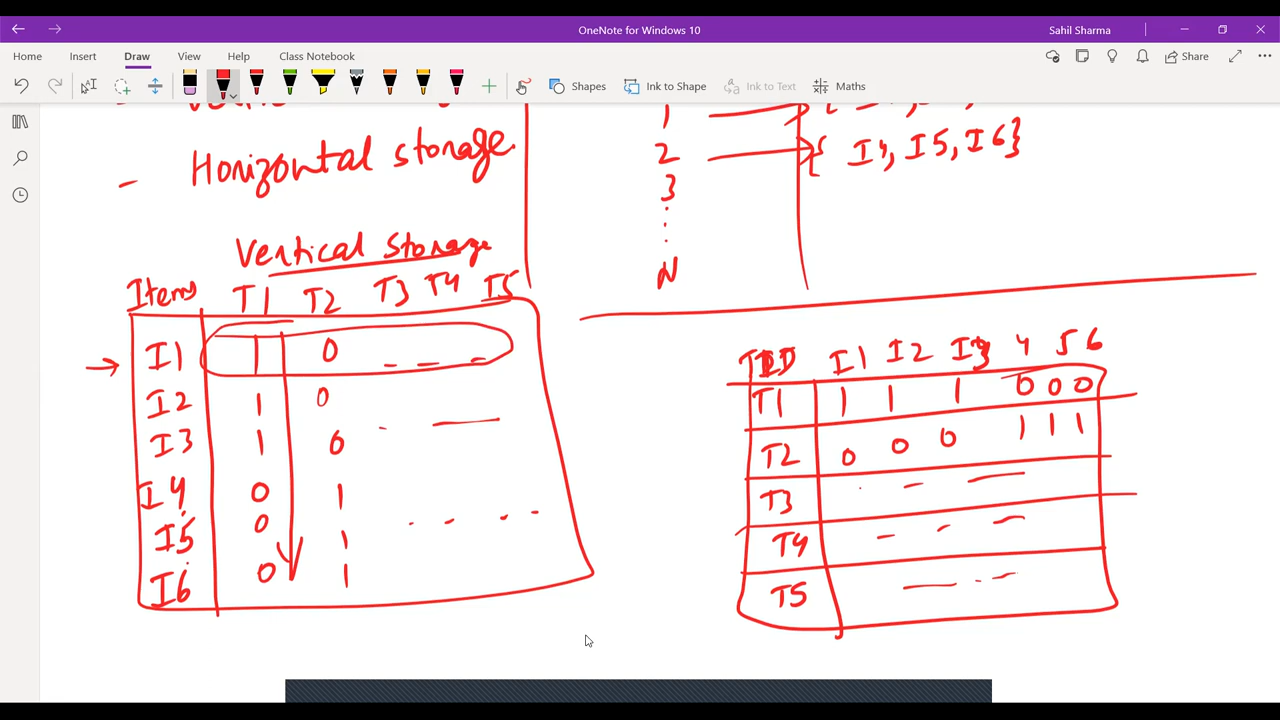 OneNote for Windows 10
Sahil Sharma
Home Insert Draw View Help Class Notebook
Share
Shapes Ink to Shape Ink to Text Maths
- Horizontal storage
1
2 { I4, I5, I6}
3
N
Vertical Storage
Items T1 T2 T3 T4 T5
I1 1 0 _ _ _
I2 1 0
I3 1 0
I4 0 1
I5 0 1
I6 0 1
TID I1 I2 I3 4 5 6
T1 1 1 1 0 0 0
T2 0 0 0 1 1 1
T3
T4
T5